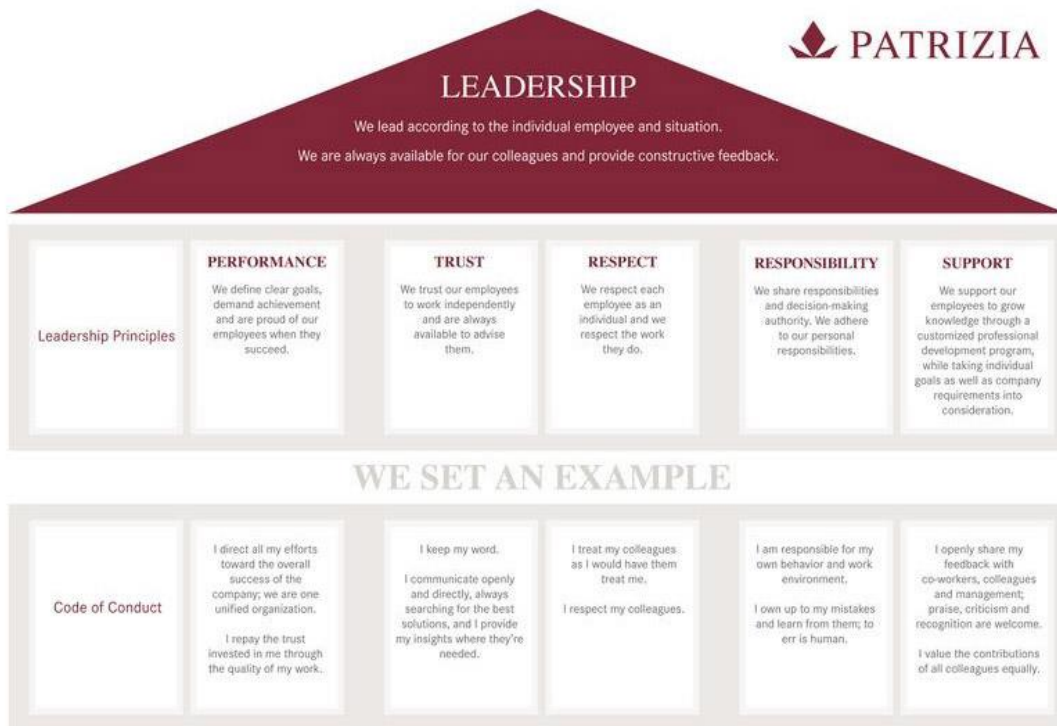 PATRIZIA
LEADERSHIP
We lead according to the individual employee and situation.
We are always available for our colleagues and provide constructive feedback.
Leadership Principles
PERFORMANCE
We define clear goals,
demand achievement
and are proud of our
employees when they
succeed.
TRUST
We trust our employees
to work independently
and are always
available to advise
them.
RESPECT
We respect each
employee as an
individual and we
respect the work
they do.
RESPONSIBILITY
We share responsibilities
and decision-making
authority. We adhere
to our personal
responsibilities.
SUPPORT
We support our
employees to grow
knowledge through a
customized professional
development program,
while taking individual
goals as well as company
requirements into
consideration.
WE SET AN EXAMPLE
Code of Conduct
I direct all my efforts
toward the overall
success of the
company; we are one
unified organization.
I repay the trust
invested in me through
the quality of my work.
I keep my word.
I communicate openly
and directly, always
searching for the best
solutions, and I provide
my insights where they're
needed.
I treat my colleagues
as I would have them
treat me.
I respect my colleagues.
I am responsible for my
own behavior and work
environment.
I own up to my mistakes
and learn from them; to
err is human.
I openly share my
feedback with
co-workers, colleagues
and management;
praise, criticism and
recognition are welcome.
I value the contributions
of all colleagues equally.